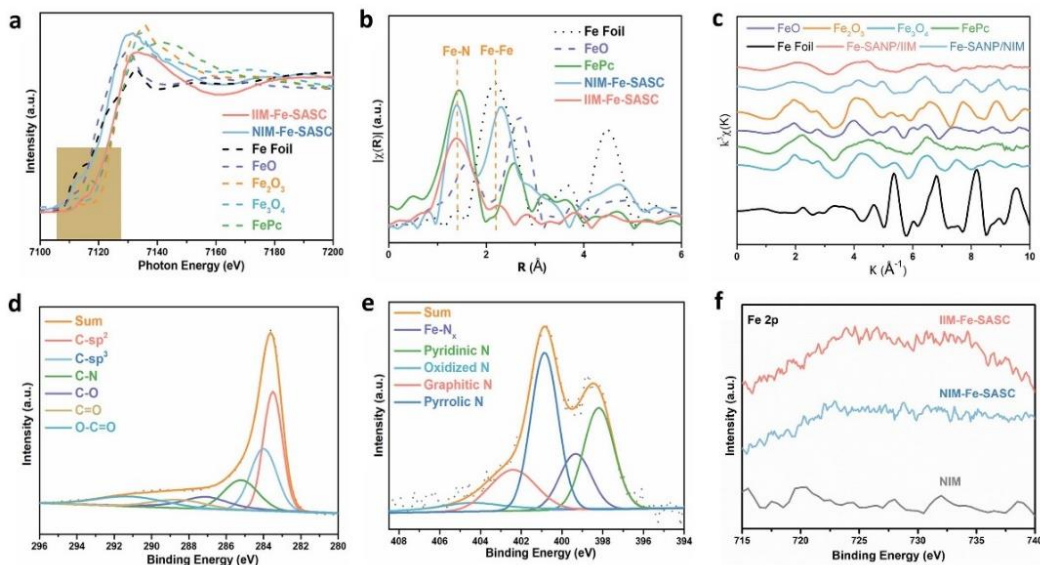 a
Intensity (a.u.)
IIM-Fe-SASC
NIM-Fe-SASC
Fe Foil
FeO
Fe₂O₃
Fe₃O₄
FePc
7100 7120 7140 7160 7180 7200
Photon Energy (eV)
b
|χ(R)| (a.u.)
Fe-N Fe-Fe
Fe Foil
FeO
FePc
NIM-Fe-SASC
IIM-Fe-SASC
0 2 4 6
R (Å)
c
k³χ(K)
FeO Fe₂O₃ Fe₃O₄ FePc
Fe Foil Fe-SANP/IIM Fe-SANP/NIM
0 2 4 6 8 10
K (Å⁻¹)
d
Intensity (a.u.)
Sum
C-sp²
C-sp³
C-N
C-O
C=O
O-C=O
296 294 292 290 288 286 284 282 280
Binding Energy (eV)
e
Intensity (a.u.)
Sum
Fe-Nₓ
Pyridinic N
Oxidized N
Graphitic N
Pyrrolic N
408 406 404 402 400 398 396 394
Binding Energy (eV)
f
Intensity (a.u.)
Fe 2p
IIM-Fe-SASC
NIM-Fe-SASC
NIM
715 720 725 730 735 740
Binding Energy (eV)